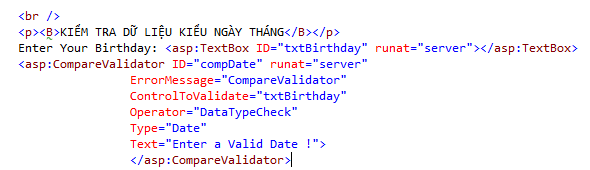 <br />
<p><B>KIỂM TRA DỮ LIỆU KIỂU NGÀY THÁNG</B></p>
Enter Your Birthday: <asp:TextBox ID="txtBirthday" runat="server"></asp:TextBox>
<asp:CompareValidator ID="compDate" runat="server"
ErrorMessage="CompareValidator"
ControlToValidate="txtBirthday"
Operator="DataTypeCheck"
Type="Date"
Text="Enter a Valid Date !">
</asp:CompareValidator>